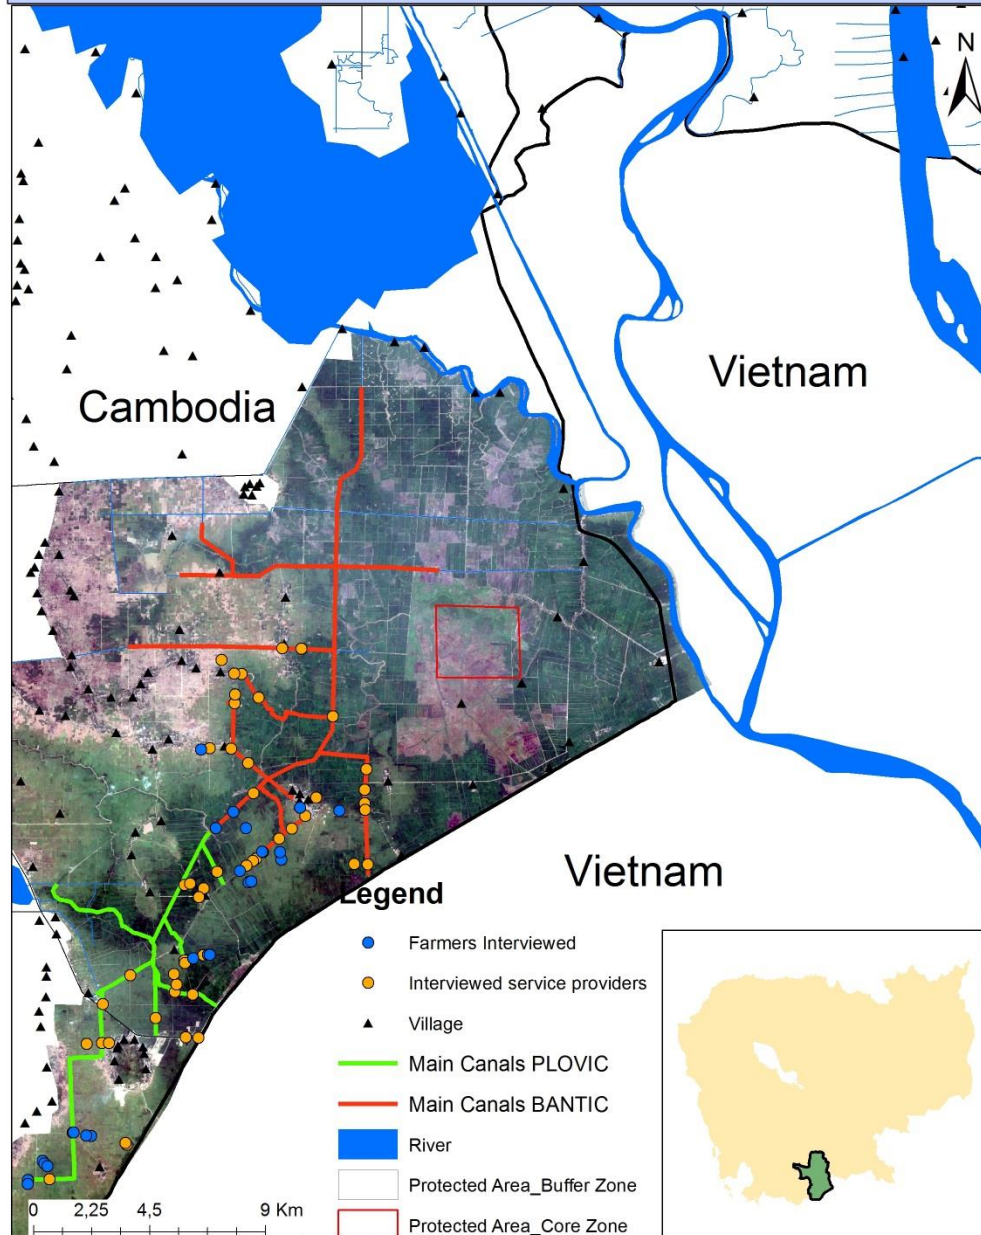 N
Vietnam
Cambodia
Vietnam
Legend
Farmers Interviewed
Interviewed service providers
Village
Main Canals PLOVIC
Main Canals BANTIC
River
Protected Area_Buffer Zone
Protected Area_Core Zone
0 2,25 4,5 9 Km